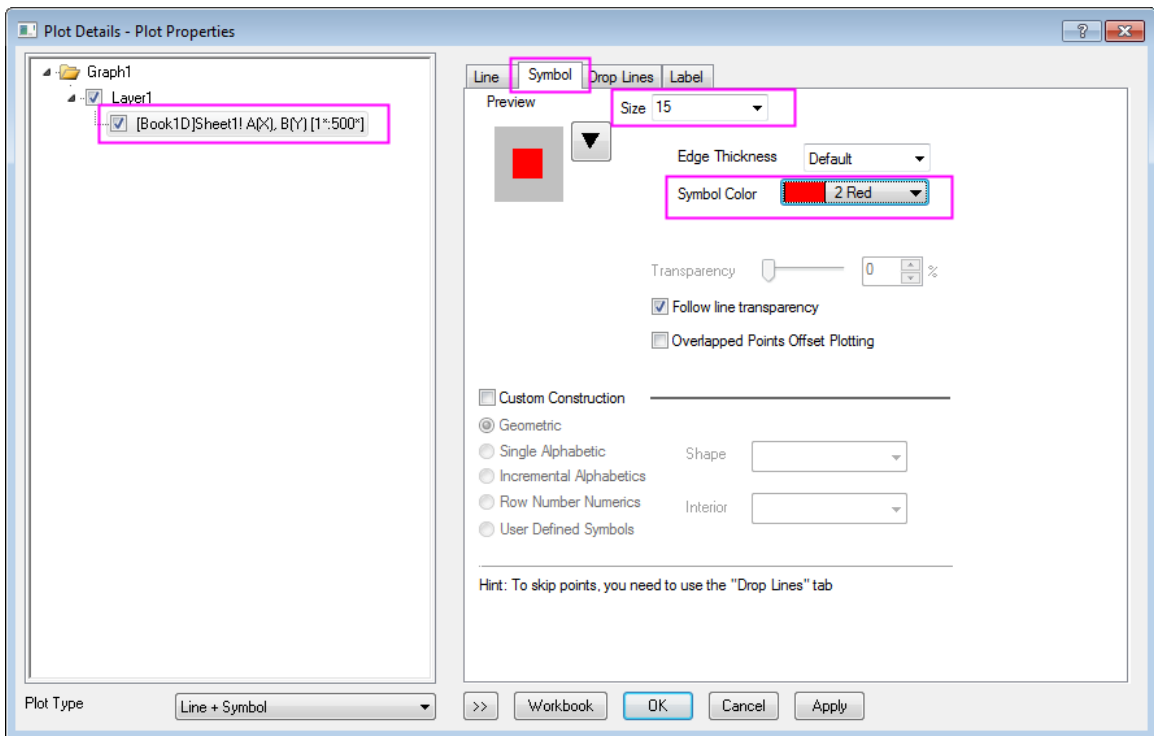 Plot Details - Plot Properties
Graph1
Layer1
[Book1D]Sheet1! A(X), B(Y) [1*:500*]
Line
Symbol
Drop Lines
Label
Preview
Size 15
Edge Thickness Default
Symbol Color 2 Red
Transparency 0 %
Follow line transparency
Overlapped Points Offset Plotting
Custom Construction
Geometric
Single Alphabetic
Shape
Incremental Alphabetics
Row Number Numerics
Interior
User Defined Symbols
Hint: To skip points, you need to use the "Drop Lines" tab
Plot Type Line + Symbol
>> Workbook OK Cancel Apply